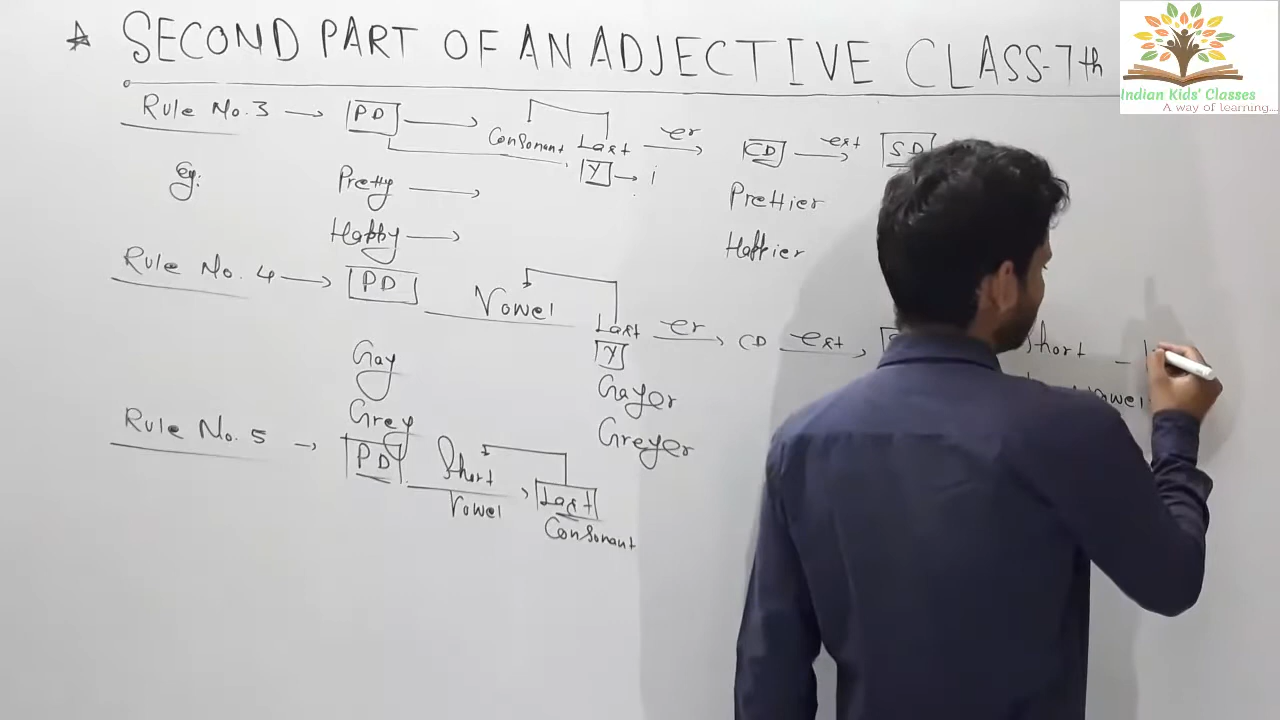 ☆ SECOND PART OF AN ADJECTIVE CLASS-7th
Indian Kids' Classes
A way of learning....
Rule No. 3 → PD → Consonant Last er → CD est → SD
Y → i
eg: Pretty → Prettier
Happy → Happier
Rule No. 4 → PD Vowel Last er → CD est →
Y
Gay Gayer
Grey Greyer
Rule No. 5 → PD Short Vowel → Last
Consonant
Short
Vowel